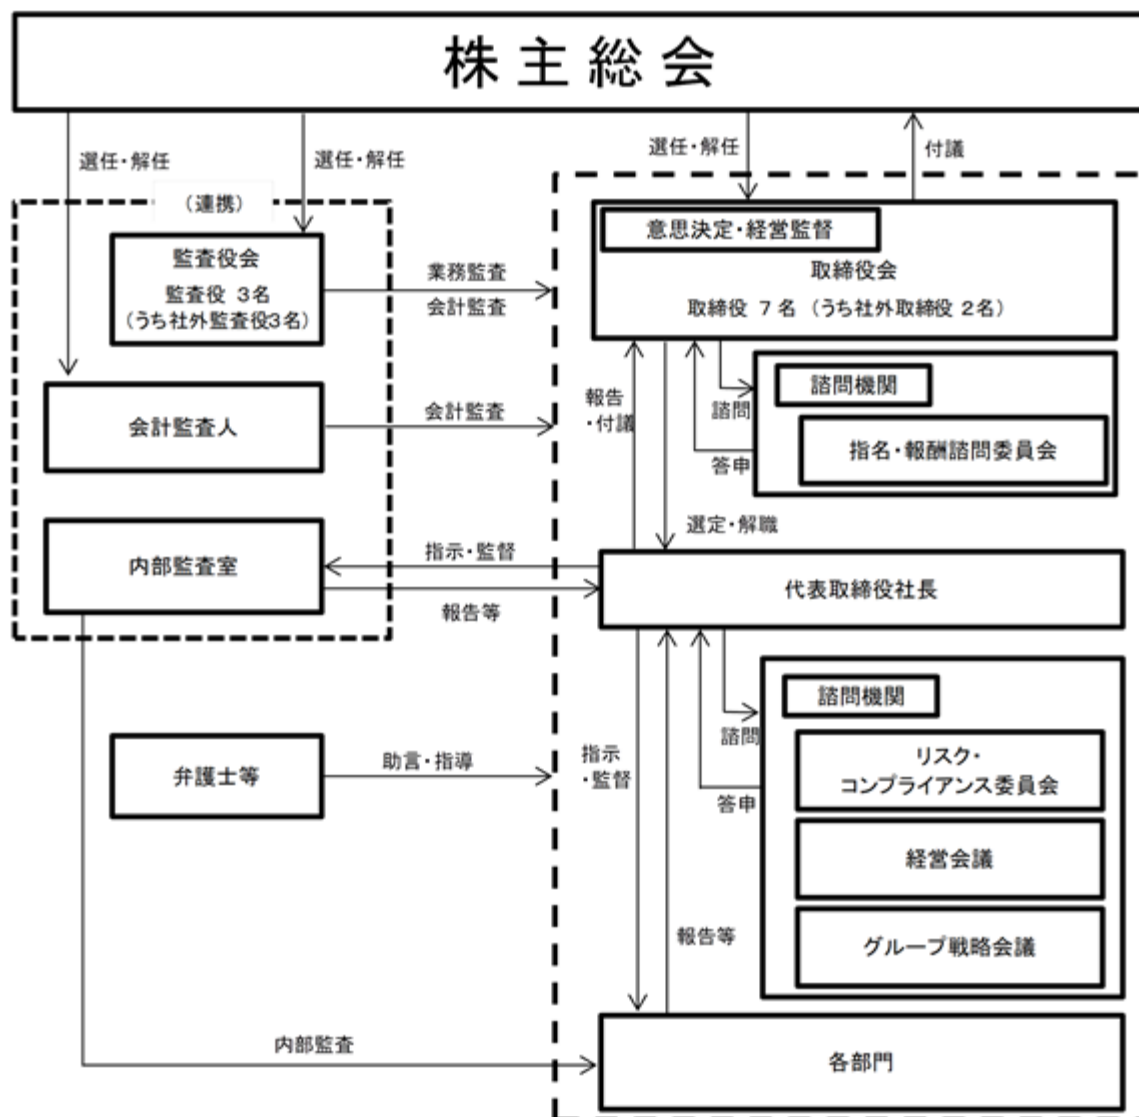 株主総会
選任・解任
選任・解任
選任・解任
付議
(連携)
監査役会
監査役 3名
(うち社外監査役3名)
業務監査
会計監査
意思決定・経営監督
取締役会
取締役 7名 (うち社外取締役 2名)
会計監査人
会計監査
報告
・付議
諮問
答申
諮問機関
指名・報酬諮問委員会
選定・解職
内部監査室
指示・監督
報告等
代表取締役社長
弁護士等
助言・指導
指示
・監督
諮問
答申
諮問機関
リスク・
コンプライアンス委員会
経営会議
グループ戦略会議
報告等
内部監査
各部門